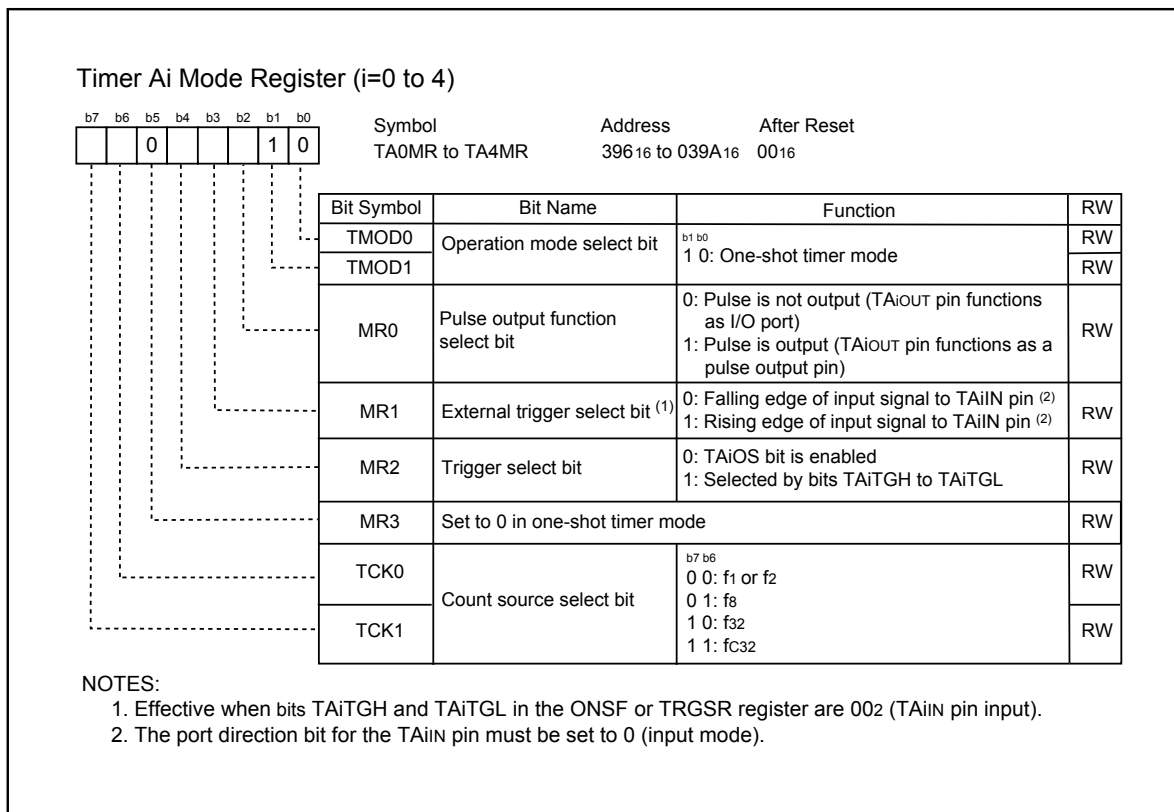 Timer Ai Mode Register (i=0 to 4)
b7 b6 b5 b4 b3 b2 b1 b0
0 1 0
Symbol Address After Reset
TA0MR to TA4MR 39616 to 039A16 0016
Bit Symbol Bit Name Function RW
TMOD0 Operation mode select bit b1 b0 RW
1 0: One-shot timer mode
TMOD1 RW
MR0 Pulse output function select bit 0: Pulse is not output (TAiOUT pin functions RW
as I/O port)
1: Pulse is output (TAiOUT pin functions as a
pulse output pin)
MR1 External trigger select bit (1) 0: Falling edge of input signal to TAiIN pin (2) RW
1: Rising edge of input signal to TAiIN pin (2)
MR2 Trigger select bit 0: TAiOS bit is enabled RW
1: Selected by bits TAiTGH to TAiTGL
MR3 Set to 0 in one-shot timer mode RW
TCK0 Count source select bit b7 b6 RW
0 0: f1 or f2
0 1: f8
TCK1 1 0: f32 RW
1 1: fC32
NOTES:
1. Effective when bits TAiTGH and TAiTGL in the ONSF or TRGSR register are 002 (TAiIN pin input).
2. The port direction bit for the TAiIN pin must be set to 0 (input mode).